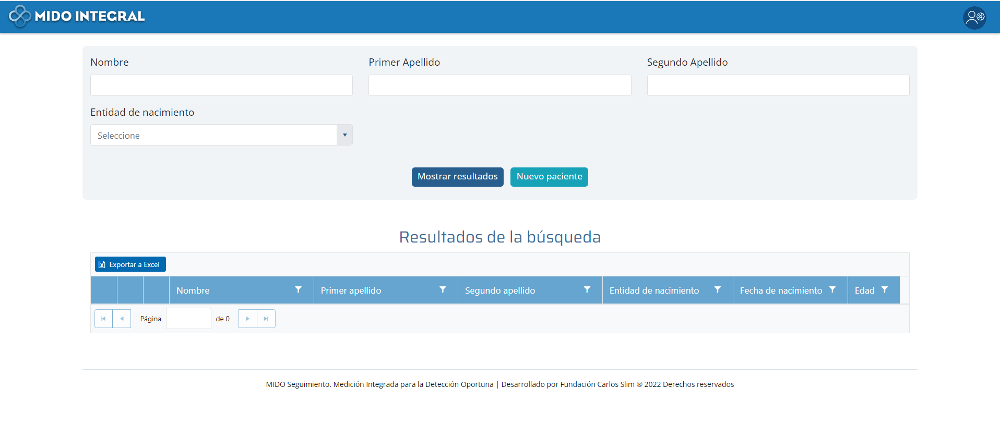 MIDO INTEGRAL
Nombre
Primer Apellido
Segundo Apellido
Entidad de nacimiento
Seleccione
Mostrar resultados
Nuevo paciente
Resultados de la búsqueda
Exportar a Excel
Nombre
Primer apellido
Segundo apellido
Entidad de nacimiento
Fecha de nacimiento
Edad
Página
de 0
MIDO Seguimiento. Medición Integrada para la Detección Oportuna | Desarrollado por Fundación Carlos Slim ® 2022 Derechos reservados